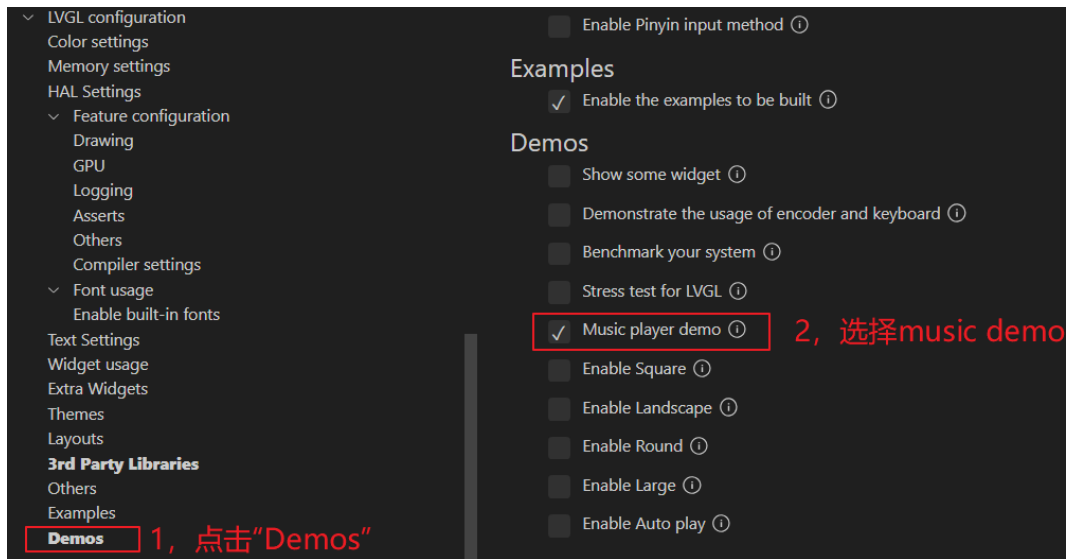 LVGL configuration
Color settings
Memory settings
HAL Settings
Feature configuration
Drawing
GPU
Logging
Asserts
Others
Compiler settings
Font usage
Enable built-in fonts
Text Settings
Widget usage
Extra Widgets
Themes
Layouts
3rd Party Libraries
Others
Examples
Demos 1，点击“Demos”
Enable Pinyin input method
Examples
Enable the examples to be built
Demos
Show some widget
Demonstrate the usage of encoder and keyboard
Benchmark your system
Stress test for LVGL
Music player demo 2，选择music demo
Enable Square
Enable Landscape
Enable Round
Enable Large
Enable Auto play